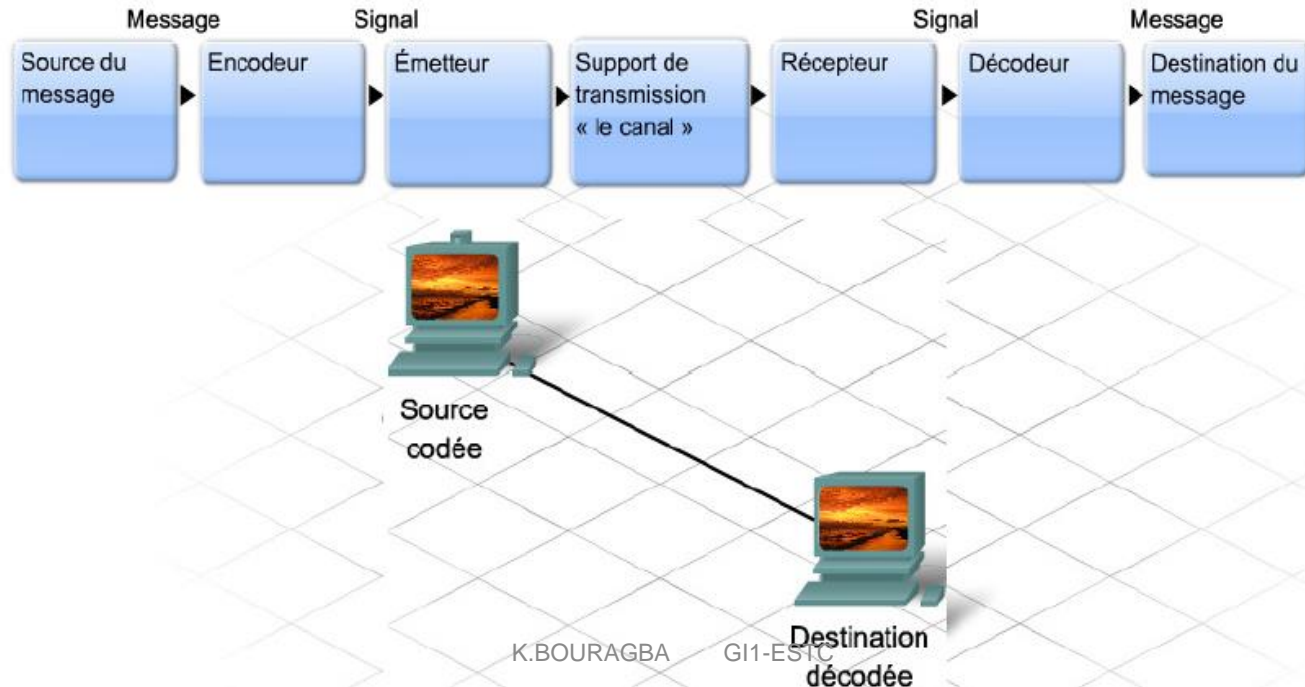 Message Signal Signal Message
Source du message
Encodeur
Émetteur
Support de transmission « le canal »
Récepteur
Décodeur
Destination du message
Source
codée
Destination
décodée
K.BOURAGBA GI1-ESTC